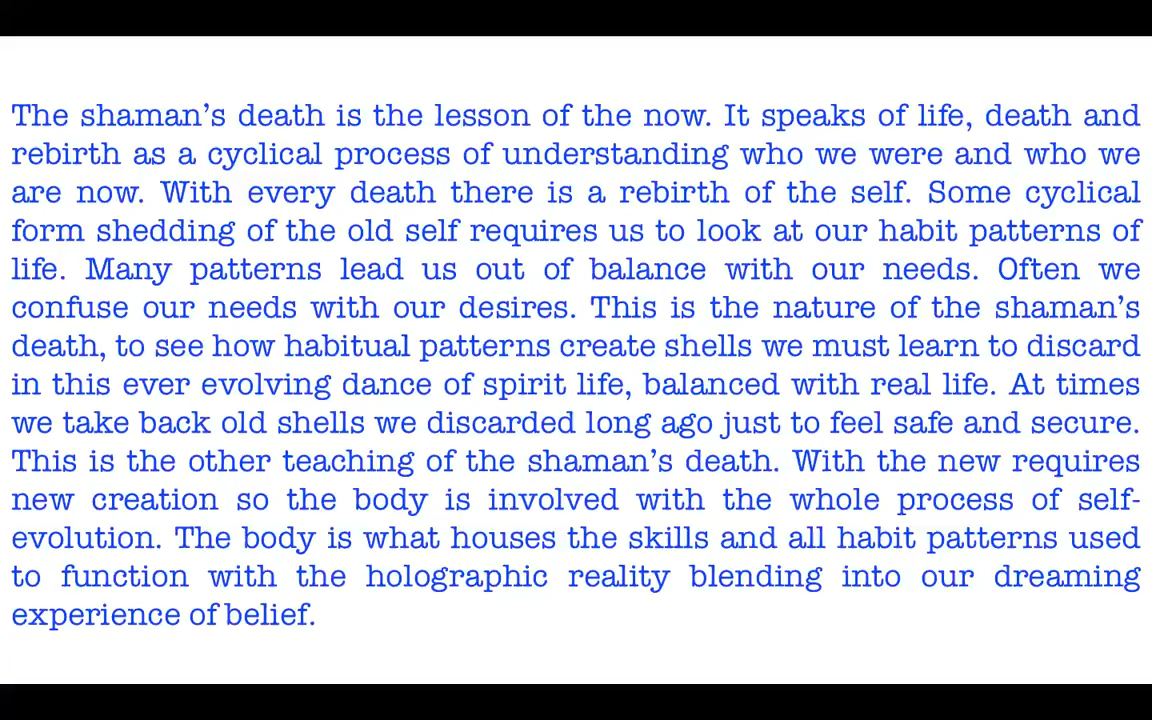 The shaman’s death is the lesson of the now. It speaks of life, death and
rebirth as a cyclical process of understanding who we were and who we
are now. With every death there is a rebirth of the self. Some cyclical
form shedding of the old self requires us to look at our habit patterns of
life. Many patterns lead us out of balance with our needs. Often we
confuse our needs with our desires. This is the nature of the shaman’s
death, to see how habitual patterns create shells we must learn to discard
in this ever evolving dance of spirit life, balanced with real life. At times
we take back old shells we discarded long ago just to feel safe and secure.
This is the other teaching of the shaman’s death. With the new requires
new creation so the body is involved with the whole process of self-
evolution. The body is what houses the skills and all habit patterns used
to function with the holographic reality blending into our dreaming
experience of belief.